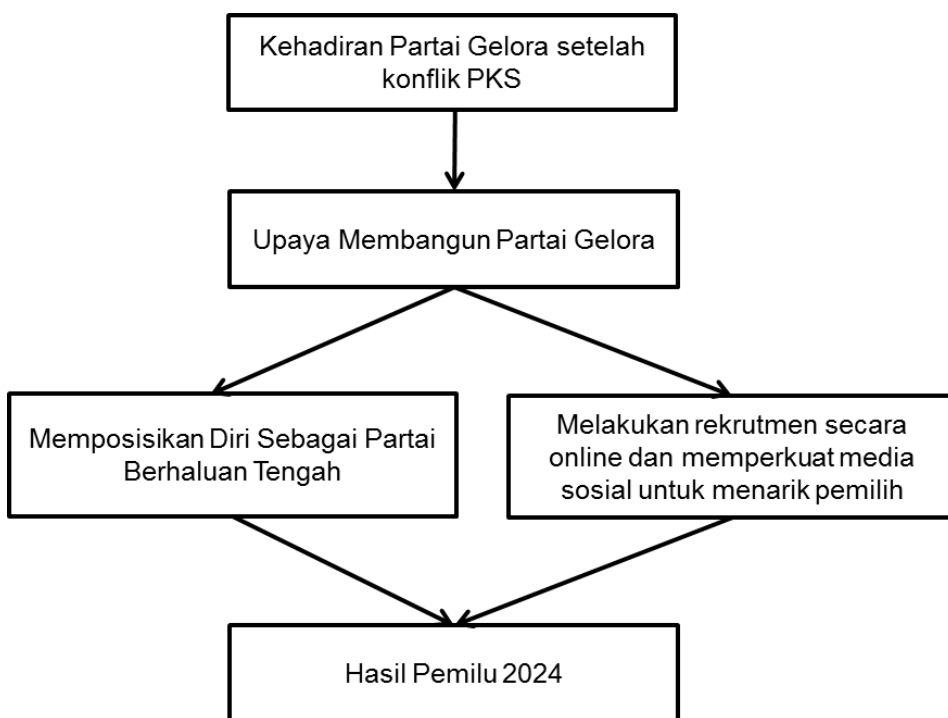 Kehadiran Partai Gelora setelah
konflik PKS
Upaya Membangun Partai Gelora
Memposisikan Diri Sebagai Partai
Berhaluan Tengah
Melakukan rekrutmen secara
online dan memperkuat media
sosial untuk menarik pemilih
Hasil Pemilu 2024